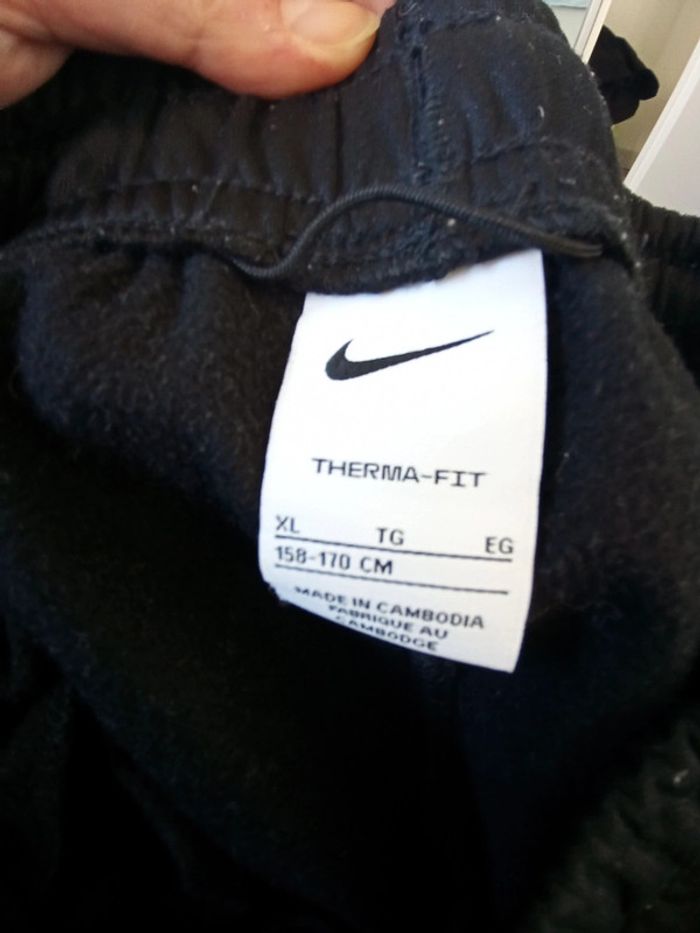 THERMA-FIT
XL TG EG
158-170 CM
MADE IN CAMBODIA
FABRIQUE AU
CAMBODGE